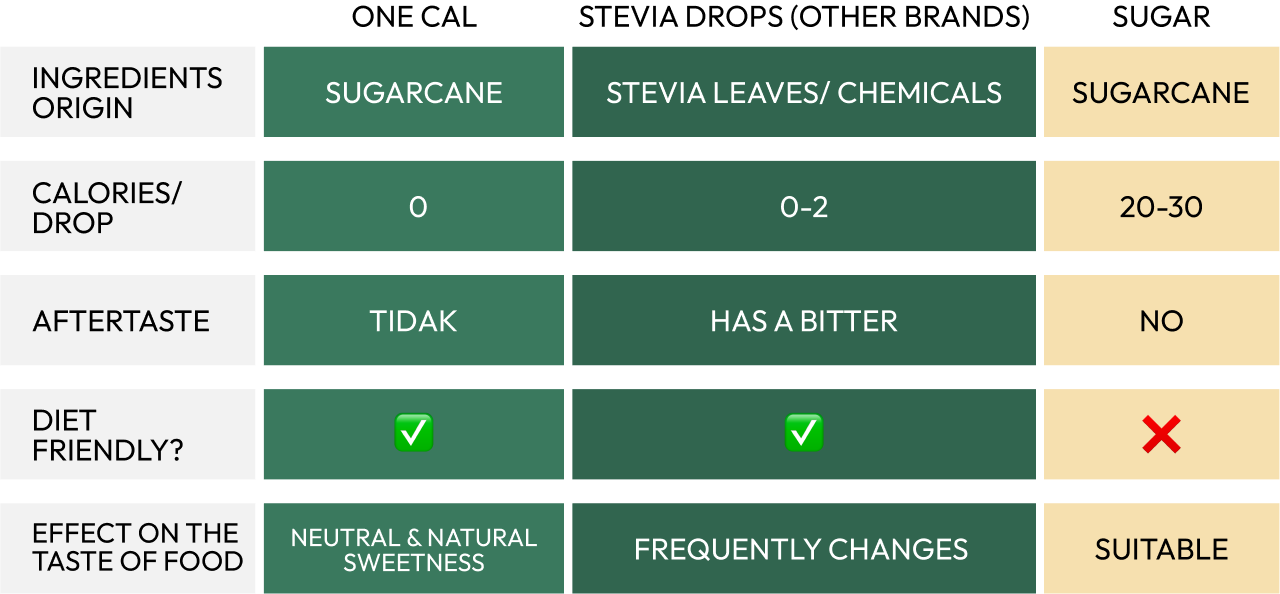 ONE CAL
STEVIA DROPS (OTHER BRANDS)
SUGAR
INGREDIENTS
ORIGIN
SUGARCANE
STEVIA LEAVES/ CHEMICALS
SUGARCANE
CALORIES/
DROP
0
0-2
20-30
AFTERTASTE
TIDAK
HAS A BITTER
NO
DIET
FRIENDLY?
✅
✅
❌
EFFECT ON THE
TASTE OF FOOD
NEUTRAL & NATURAL
SWEETNESS
FREQUENTLY CHANGES
SUITABLE